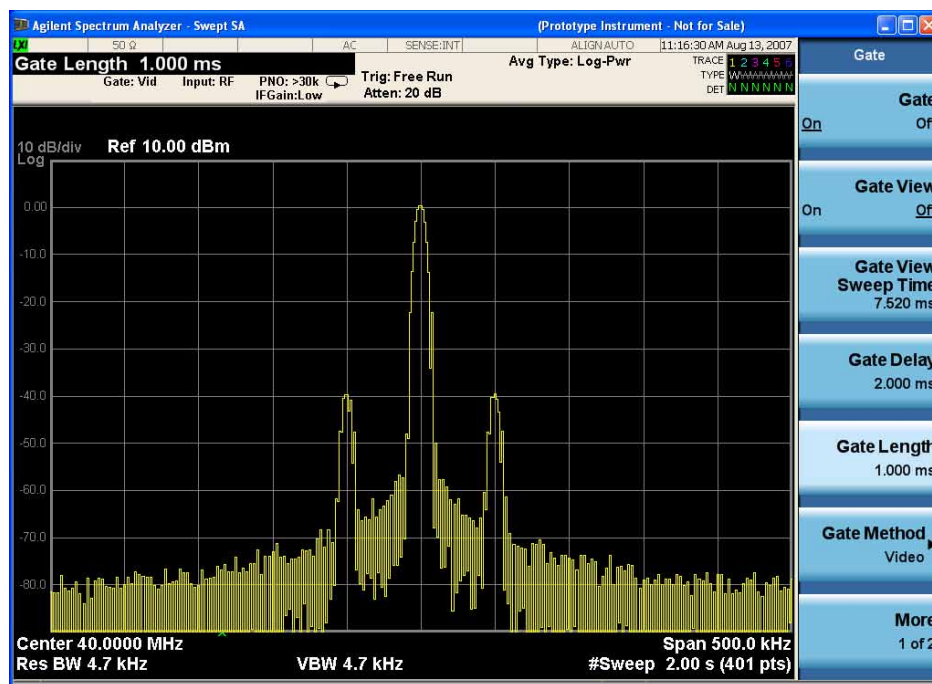 Agilent Spectrum Analyzer - Swept SA (Prototype Instrument - Not for Sale)
LXI 50 Ω AC SENSE:INT ALIGN AUTO 11:16:30 AM Aug 13, 2007
Gate Length 1.000 ms
Gate: Vid Input: RF PNO: >30k IFGain:Low
Trig: Free Run
Atten: 20 dB
Avg Type: Log-Pwr
TRACE 1 2 3 4 5 6
TYPE WWWWWW
DET N N N N N N
10 dB/div Ref 10.00 dBm
Log
0.00
-10.0
-20.0
-30.0
-40.0
-50.0
-60.0
-70.0
-80.0
Center 40.0000 MHz Span 500.0 kHz
Res BW 4.7 kHz VBW 4.7 kHz #Sweep 2.00 s (401 pts)
Gate
Gate
On Off
Gate View
On Off
Gate View
Sweep Time
7.520 ms
Gate Delay
2.000 ms
Gate Length
1.000 ms
Gate Method
Video
More
1 of 2